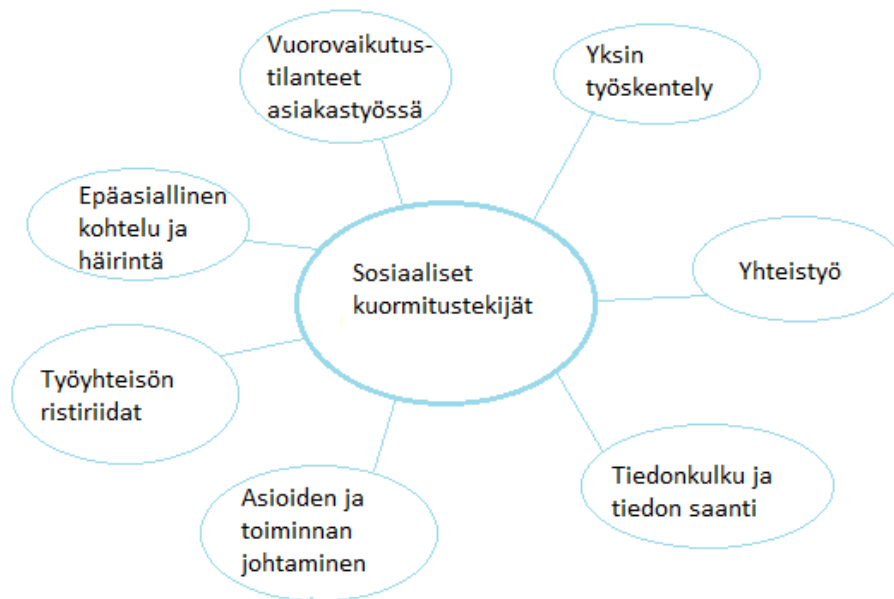 Vuorovaikutus-
tilanteet
asiakastyössä
Yksin
työskentely
Epäasiallinen
kohtelu ja
häirintä
Sosiaaliset
kuormitustekijät
Yhteistyö
Työyhteisön
ristiriidat
Tiedonkulku ja
tiedon saanti
Asioiden ja
toiminnan
johtaminen